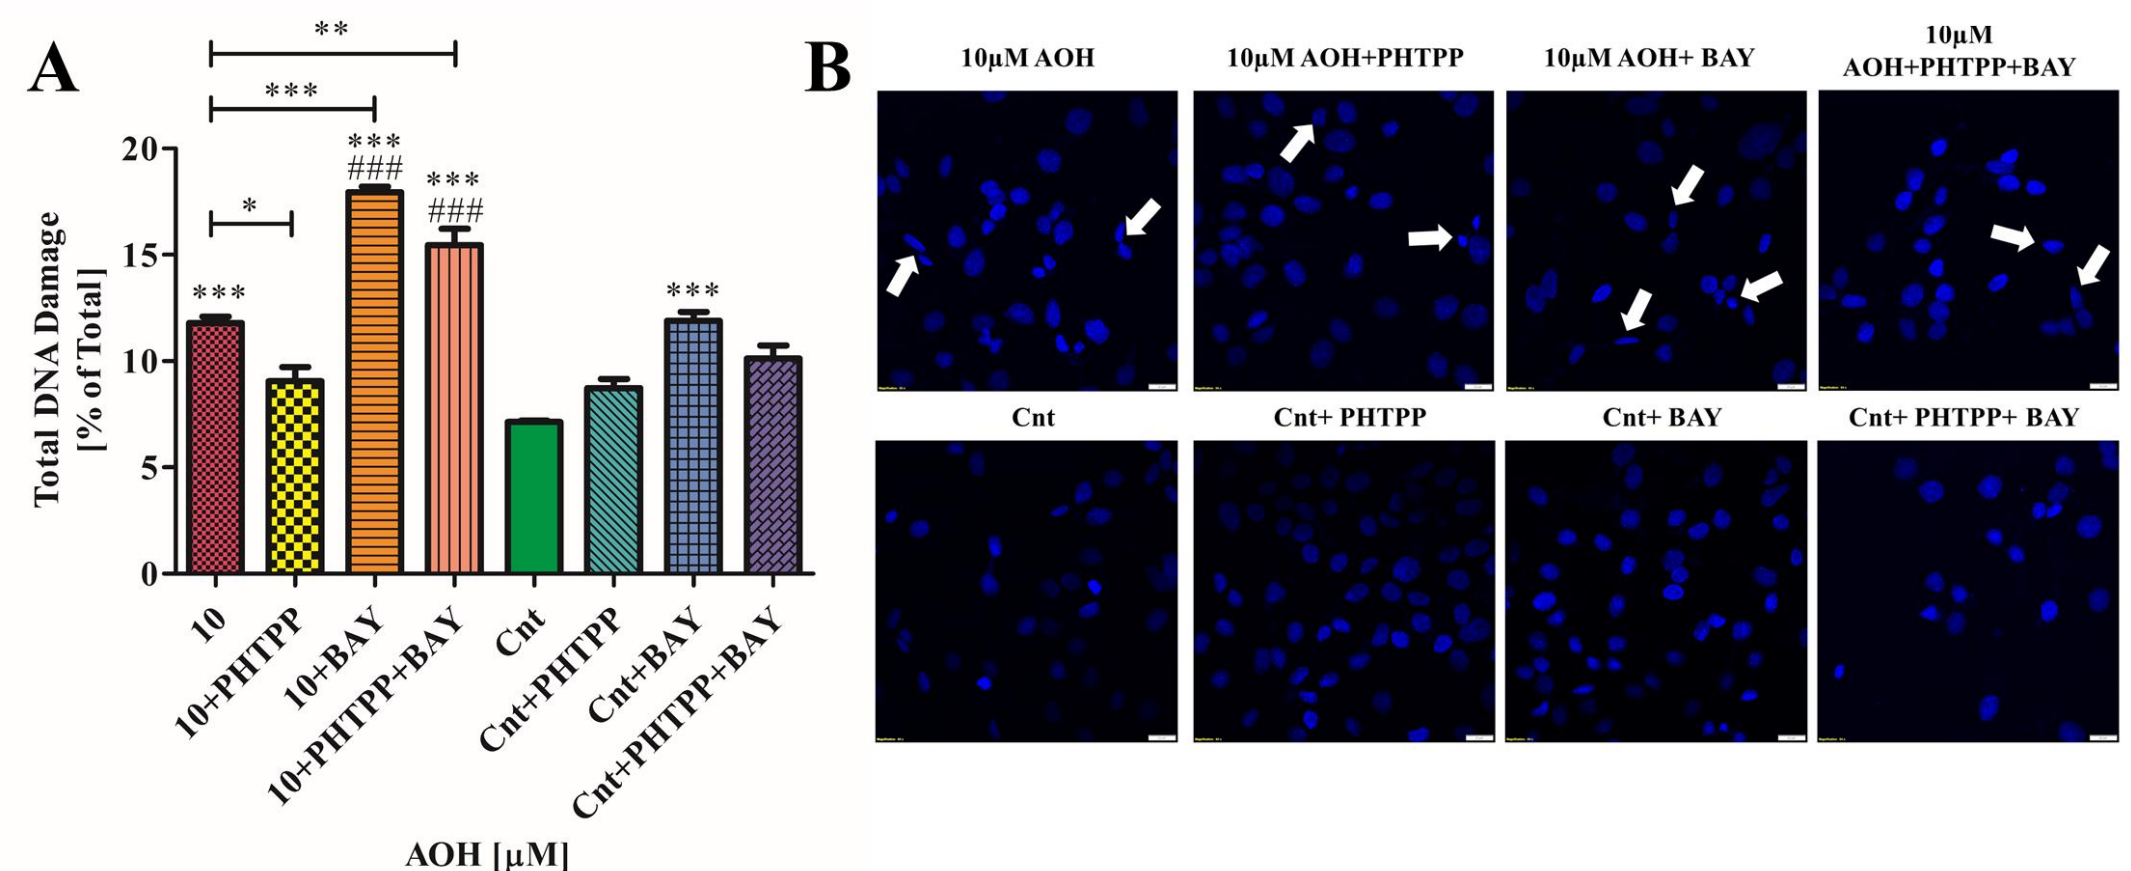 A
**
***
*
***
***
###
***
###
***
20
15
10
5
0
Total DNA Damage
[% of Total]
10
10+PHTPP
10+BAY
10+PHTPP+BAY
Cnt
Cnt+PHTPP
Cnt+BAY
Cnt+PHTPP+BAY
AOH [µM]
B
10µM AOH
10µM AOH+PHTPP
10µM AOH+ BAY
10µM
AOH+PHTPP+BAY
Cnt
Cnt+ PHTPP
Cnt+ BAY
Cnt+ PHTPP+ BAY